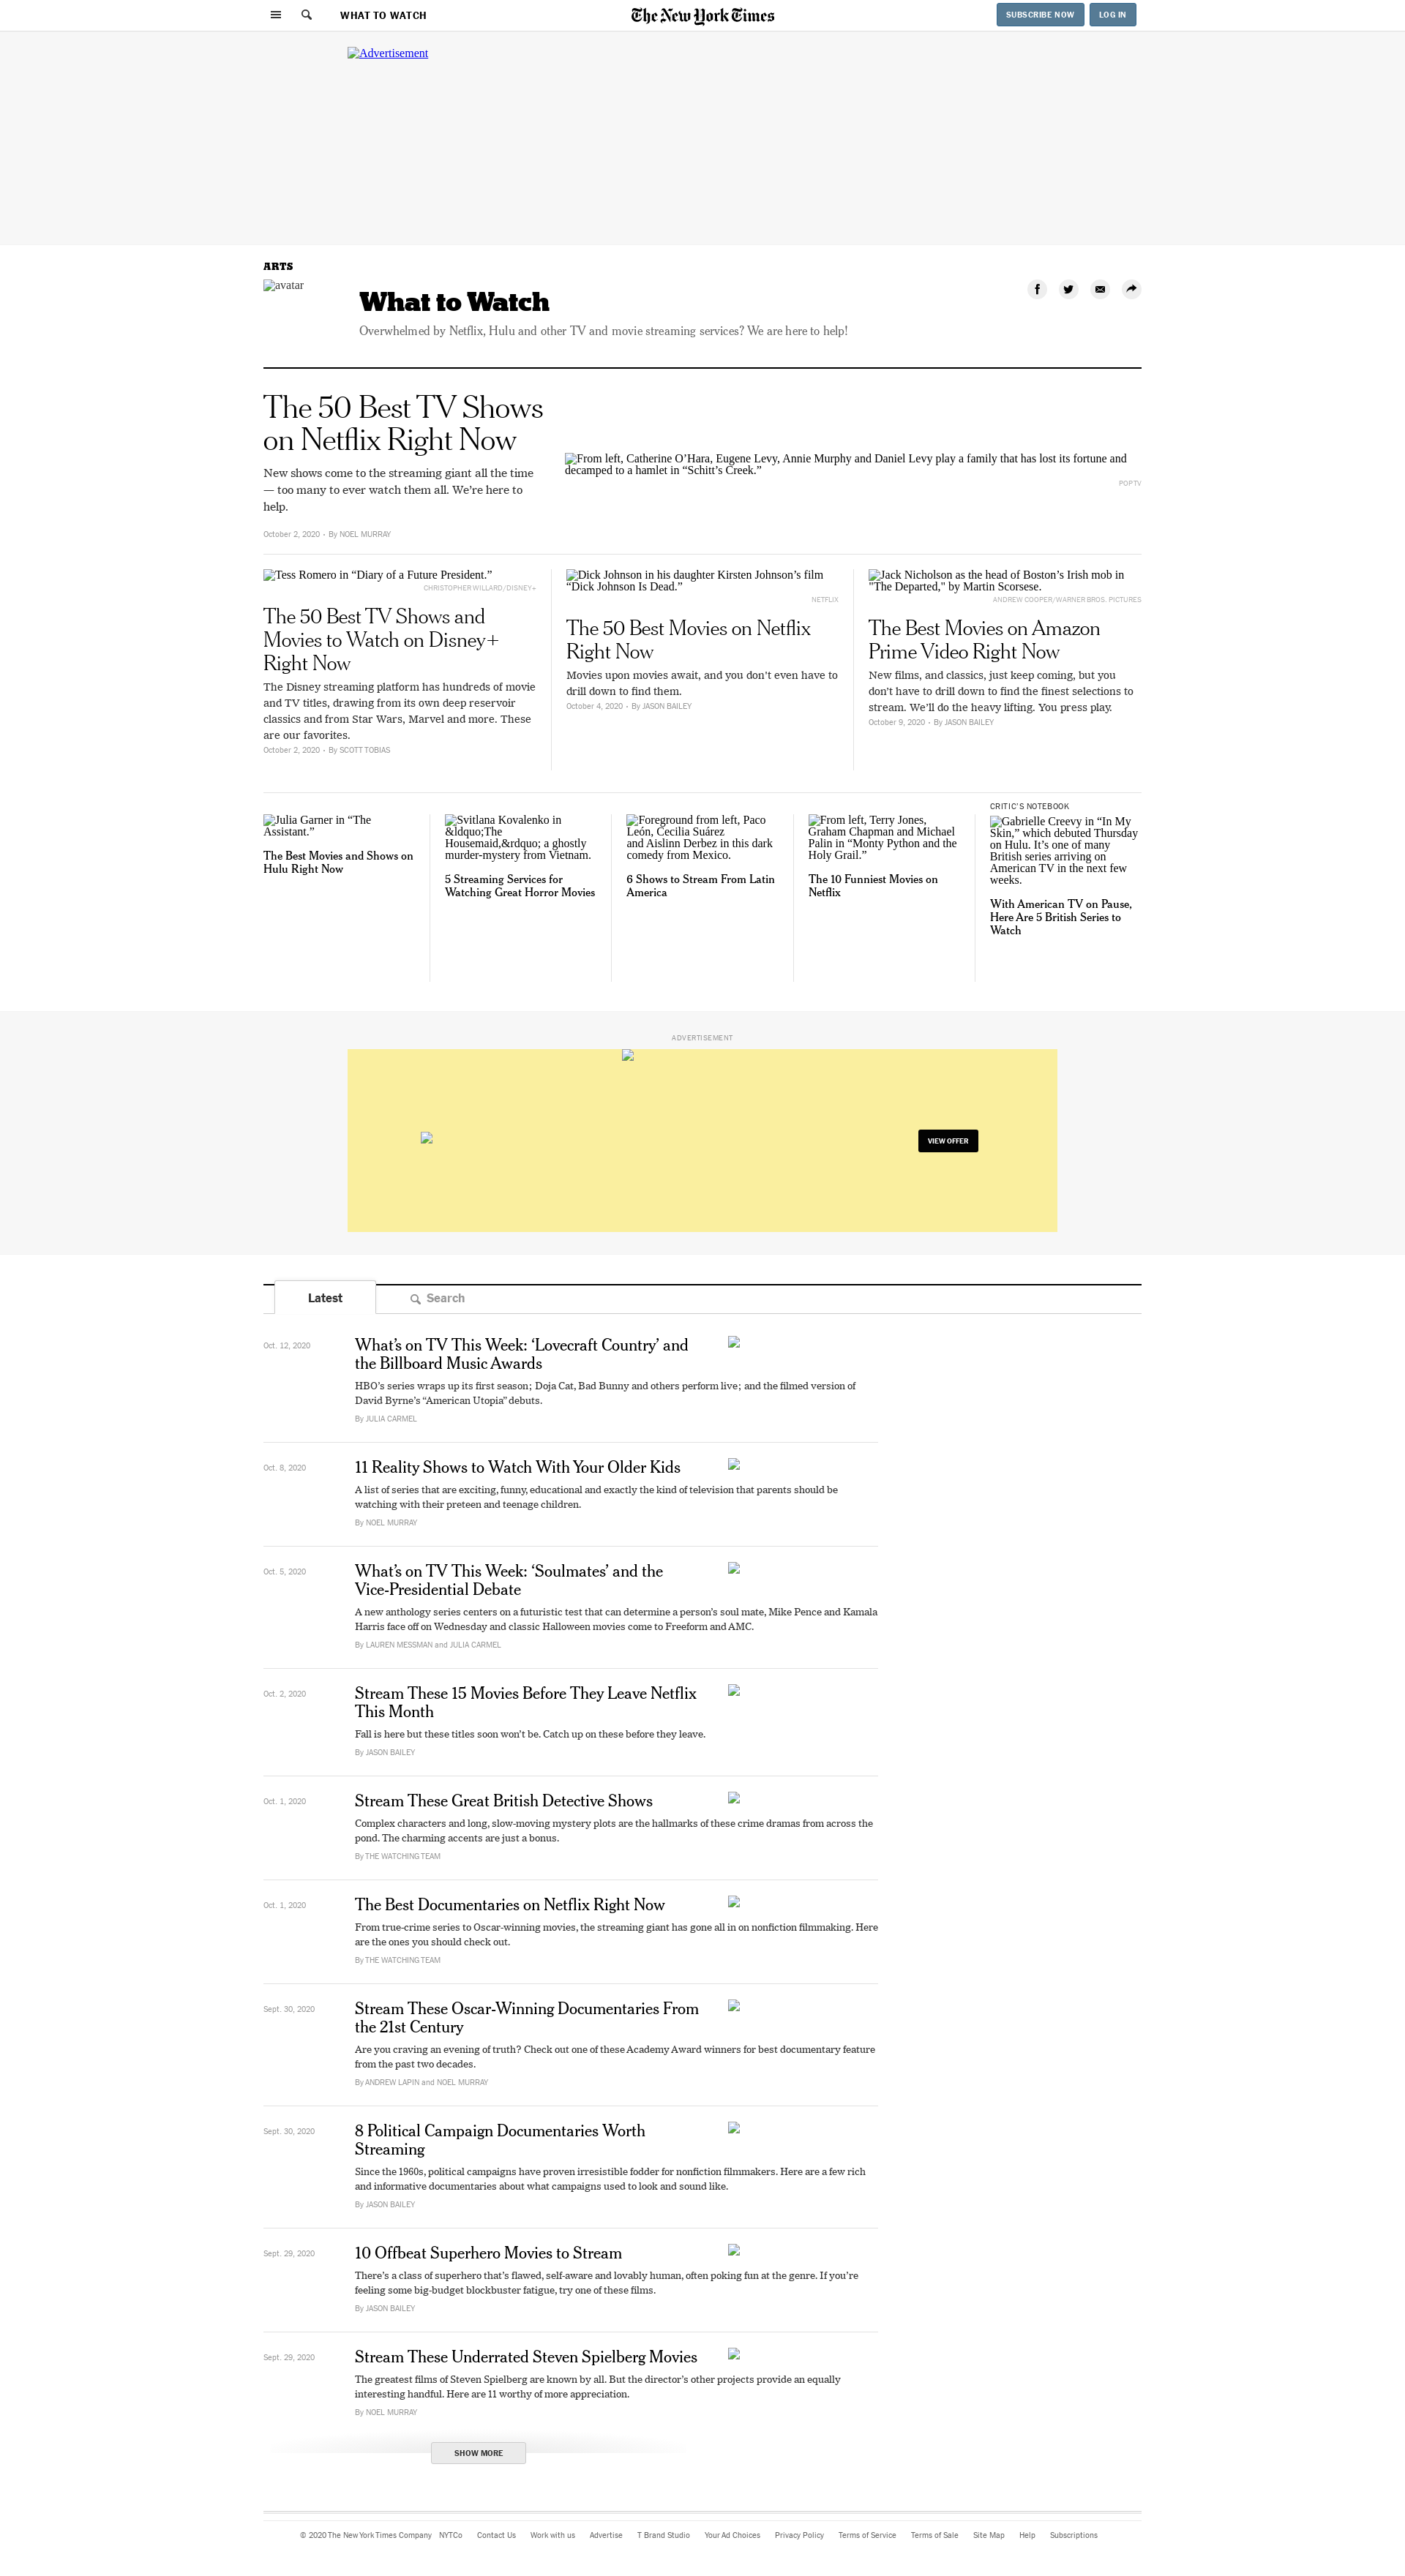 WHAT TO WATCH
The New York Times
SUBSCRIBE NOW
LOG IN
Advertisement
ARTS
avatar
What to Watch
Overwhelmed by Netflix, Hulu and other TV and movie streaming services? We are here to help!
The 50 Best TV Shows
on Netflix Right Now
New shows come to the streaming giant all the time
— too many to ever watch them all. We’re here to
help.
October 2, 2020 • By NOEL MURRAY
From left, Catherine O’Hara, Eugene Levy, Annie Murphy and Daniel Levy play a family that has lost its fortune and
decamped to a hamlet in “Schitt’s Creek.”
POP TV
Tess Romero in “Diary of a Future President.”
CHRISTOPHER WILLARD/DISNEY+
The 50 Best TV Shows and
Movies to Watch on Disney+
Right Now
The Disney streaming platform has hundreds of movie
and TV titles, drawing from its own deep reservoir
classics and from Star Wars, Marvel and more. These
are our favorites.
October 2, 2020 • By SCOTT TOBIAS
Dick Johnson in his daughter Kirsten Johnson’s film
“Dick Johnson Is Dead.”
NETFLIX
The 50 Best Movies on Netflix
Right Now
Movies upon movies await, and you don’t even have to
drill down to find them.
October 4, 2020 • By JASON BAILEY
Jack Nicholson as the head of Boston’s Irish mob in
"The Departed," by Martin Scorsese.
ANDREW COOPER/WARNER BROS. PICTURES
The Best Movies on Amazon
Prime Video Right Now
New films, and classics, just keep coming, but you
don’t have to drill down to find the finest selections to
stream. We’ll do the heavy lifting. You press play.
October 9, 2020 • By JASON BAILEY
Julia Garner in “The
Assistant.”
The Best Movies and Shows on
Hulu Right Now
Svitlana Kovalenko in
&ldquo;The
Housemaid,&rdquo; a ghostly
murder-mystery from Vietnam.
5 Streaming Services for
Watching Great Horror Movies
Foreground from left, Paco
León, Cecilia Suárez
and Aislinn Derbez in this dark
comedy from Mexico.
6 Shows to Stream From Latin
America
From left, Terry Jones,
Graham Chapman and Michael
Palin in “Monty Python and the
Holy Grail.”
The 10 Funniest Movies on
Netflix
CRITIC’S NOTEBOOK
Gabrielle Creevy in “In My
Skin,” which debuted Thursday
on Hulu. It’s one of many
British series arriving on
American TV in the next few
weeks.
With American TV on Pause,
Here Are 5 British Series to
Watch
ADVERTISEMENT
VIEW OFFER
Latest
Search
Oct. 12, 2020
What’s on TV This Week: ‘Lovecraft Country’ and
the Billboard Music Awards
HBO’s series wraps up its first season; Doja Cat, Bad Bunny and others perform live; and the filmed version of
David Byrne’s “American Utopia” debuts.
By JULIA CARMEL
Oct. 8, 2020
11 Reality Shows to Watch With Your Older Kids
A list of series that are exciting, funny, educational and exactly the kind of television that parents should be
watching with their preteen and teenage children.
By NOEL MURRAY
Oct. 5, 2020
What’s on TV This Week: ‘Soulmates’ and the
Vice-Presidential Debate
A new anthology series centers on a futuristic test that can determine a person’s soul mate, Mike Pence and Kamala
Harris face off on Wednesday and classic Halloween movies come to Freeform and AMC.
By LAUREN MESSMAN and JULIA CARMEL
Oct. 2, 2020
Stream These 15 Movies Before They Leave Netflix
This Month
Fall is here but these titles soon won’t be. Catch up on these before they leave.
By JASON BAILEY
Oct. 1, 2020
Stream These Great British Detective Shows
Complex characters and long, slow-moving mystery plots are the hallmarks of these crime dramas from across the
pond. The charming accents are just a bonus.
By THE WATCHING TEAM
Oct. 1, 2020
The Best Documentaries on Netflix Right Now
From true-crime series to Oscar-winning movies, the streaming giant has gone all in on nonfiction filmmaking. Here
are the ones you should check out.
By THE WATCHING TEAM
Sept. 30, 2020
Stream These Oscar-Winning Documentaries From
the 21st Century
Are you craving an evening of truth? Check out one of these Academy Award winners for best documentary feature
from the past two decades.
By ANDREW LAPIN and NOEL MURRAY
Sept. 30, 2020
8 Political Campaign Documentaries Worth
Streaming
Since the 1960s, political campaigns have proven irresistible fodder for nonfiction filmmakers. Here are a few rich
and informative documentaries about what campaigns used to look and sound like.
By JASON BAILEY
Sept. 29, 2020
10 Offbeat Superhero Movies to Stream
There’s a class of superhero that’s flawed, self-aware and lovably human, often poking fun at the genre. If you’re
feeling some big-budget blockbuster fatigue, try one of these films.
By JASON BAILEY
Sept. 29, 2020
Stream These Underrated Steven Spielberg Movies
The greatest films of Steven Spielberg are known by all. But the director’s other projects provide an equally
interesting handful. Here are 11 worthy of more appreciation.
By NOEL MURRAY
SHOW MORE
© 2020 The New York Times Company NYTCo Contact Us Work with us Advertise T Brand Studio Your Ad Choices Privacy Policy Terms of Service Terms of Sale Site Map Help Subscriptions